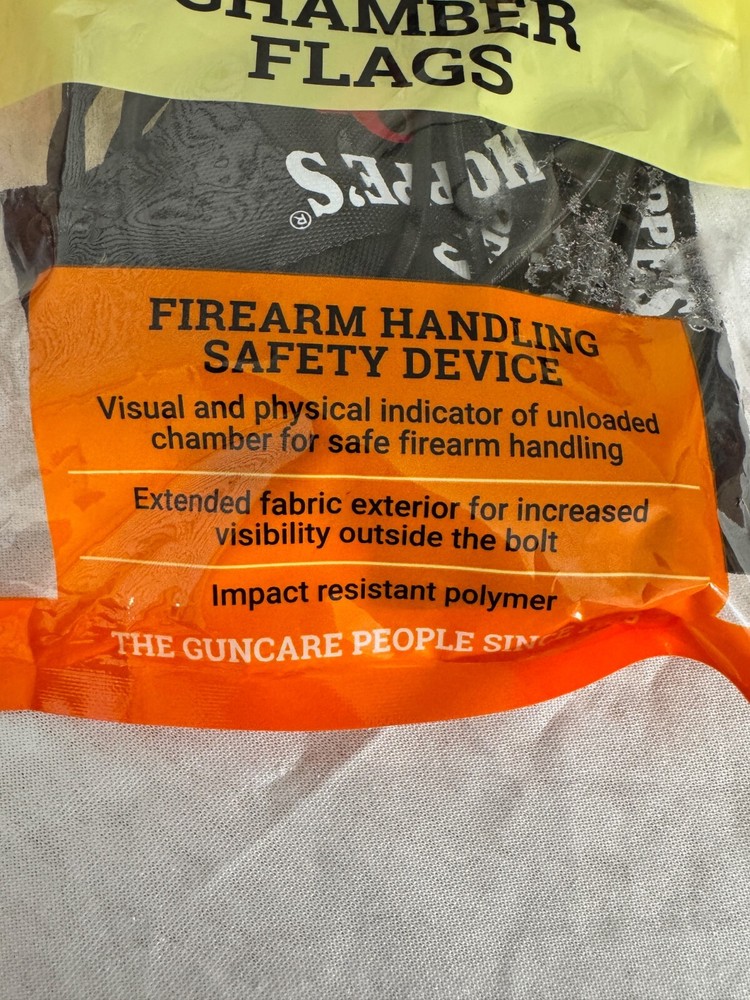 CHAMBER
FLAGS
HOPPE'S
®
FIREARM HANDLING
SAFETY DEVICE
Visual and physical indicator of unloaded
chamber for safe firearm handling
Extended fabric exterior for increased
visibility outside the bolt
Impact resistant polymer
THE GUNCARE PEOPLE